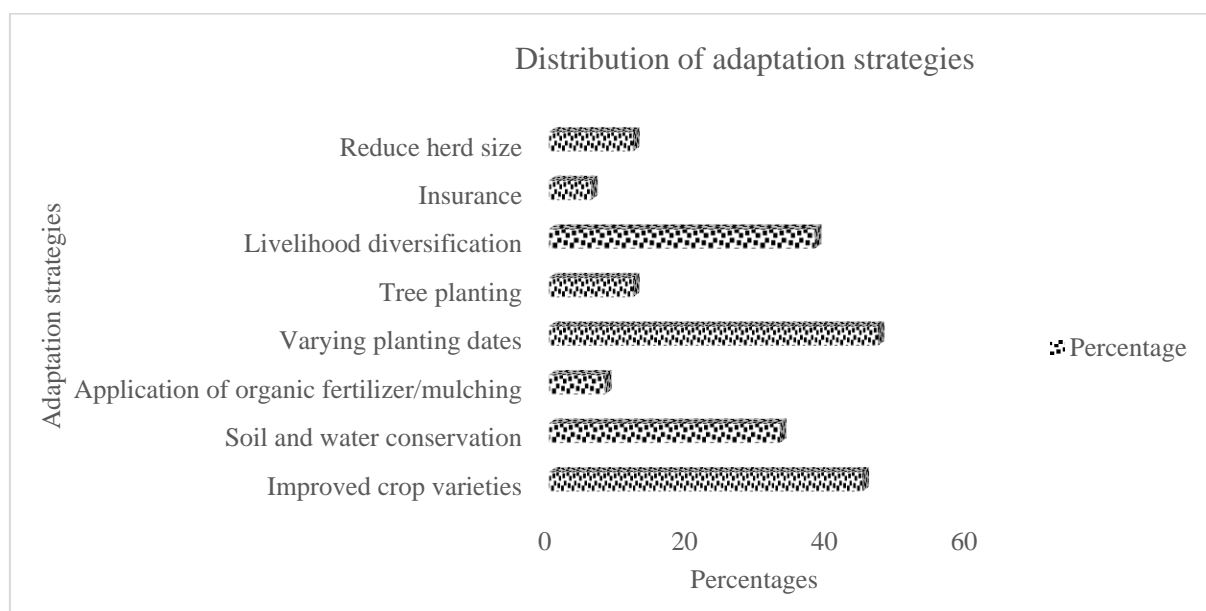 Distribution of adaptation strategies
Adaptation strategies
Reduce herd size
Insurance
Livelihood diversification
Tree planting
Varying planting dates
Application of organic fertilizer/mulching
Soil and water conservation
Improved crop varieties
0 20 40 60
Percentages
Percentage